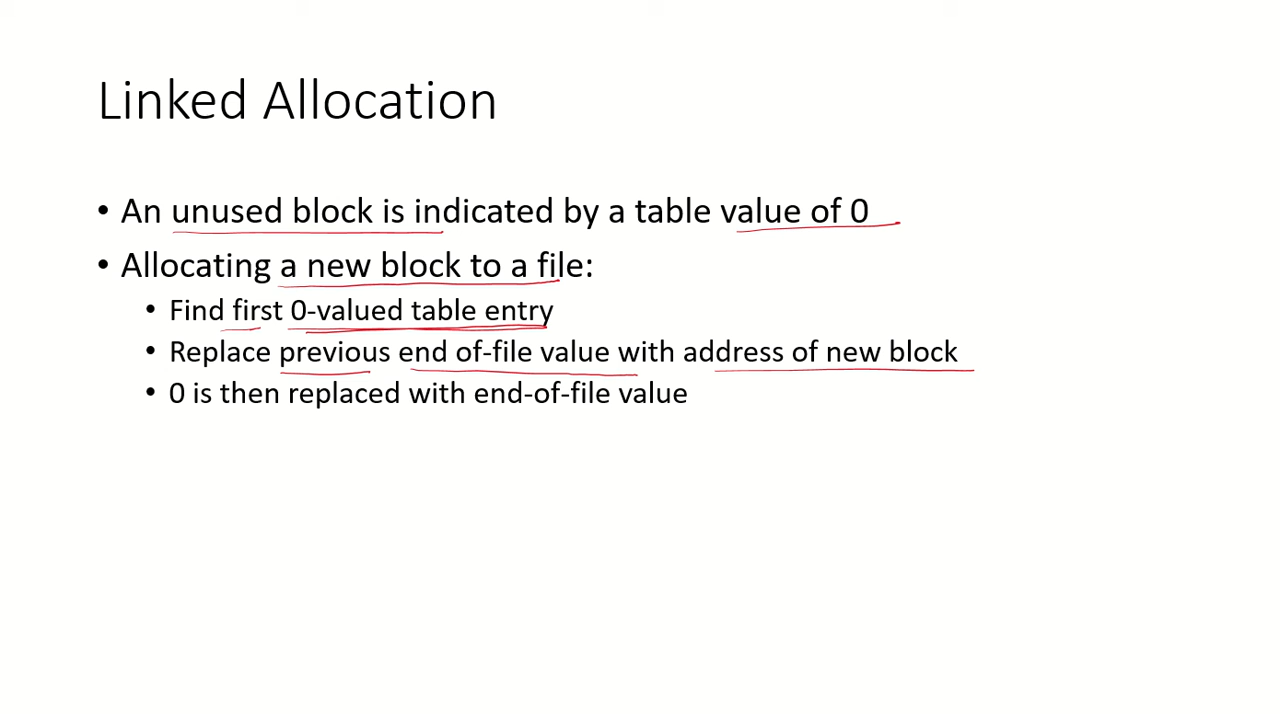 Linked Allocation
• An unused block is indicated by a table value of 0
• Allocating a new block to a file:
• Find first 0-valued table entry
• Replace previous end of-file value with address of new block
• 0 is then replaced with end-of-file value